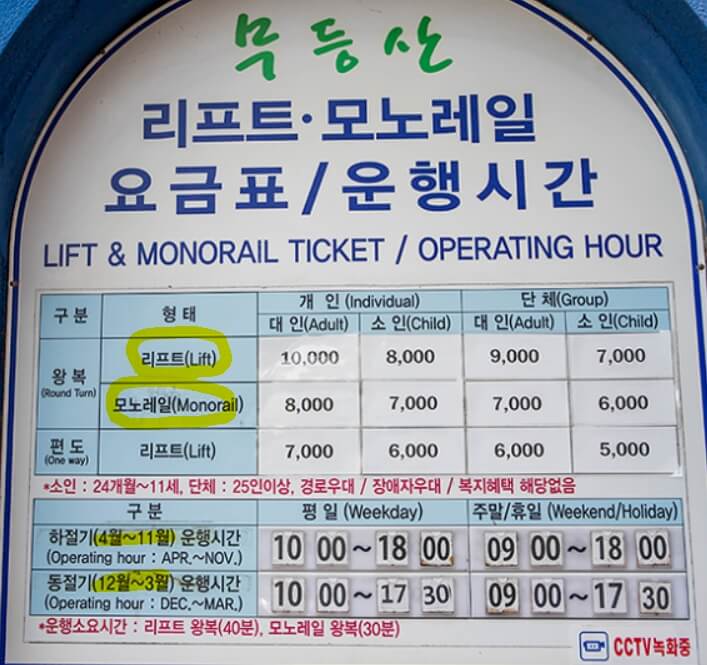 무등산
리프트·모노레일
요금표/운행시간
LIFT & MONORAIL TICKET / OPERATING HOUR
구분 형태 개인(Individual) 단체(Group)
대인(Adult) 소인(Child) 대인(Adult) 소인(Child)
왕복 (Round Turn) 리프트(Lift) 10,000 8,000 9,000 7,000
모노레일(Monorail) 8,000 7,000 7,000 6,000
편도 (One way) 리프트(Lift) 7,000 6,000 6,000 5,000
*소인 : 24개월~11세, 단체 : 25인이상, 경로우대 / 장애자우대 / 복지혜택 해당없음
구분 평일 (Weekday) 주말/휴일 (Weekend/Holiday)
하절기(4월~11월) 운행시간 10 00 ~ 18 00 09 00 ~ 18 00
(Operating hour : APR.~NOV.)
동절기(12월~3월) 운행시간 10 00 ~ 17 30 09 00 ~ 17 30
(Operating hour : DEC.~MAR.)
*운행소요시간 : 리프트 왕복(40분), 모노레일 왕복(30분)
CCTV녹화중